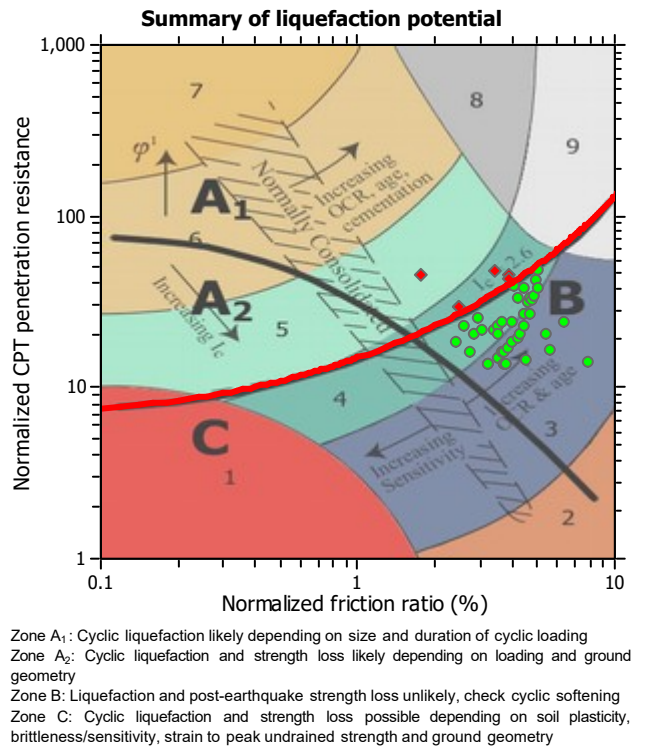 Summary of liquefaction potential
Normalized CPT penetration resistance
1,000
100
10
1
7
8
9
φ'
Increasing
OCR, age,
cementation
A1
Normally Consolidated
6
A2
Increasing Ic
5
Ic
2.6
B
4
C
1
Increasing
OCR & age
3
Increasing
Sensitivity
2
0.1
1
10
Normalized friction ratio (%)
Zone A1: Cyclic liquefaction likely depending on size and duration of cyclic loading
Zone A2: Cyclic liquefaction and strength loss likely depending on loading and ground
geometry
Zone B: Liquefaction and post-earthquake strength loss unlikely, check cyclic softening
Zone C: Cyclic liquefaction and strength loss possible depending on soil plasticity,
brittleness/sensitivity, strain to peak undrained strength and ground geometry